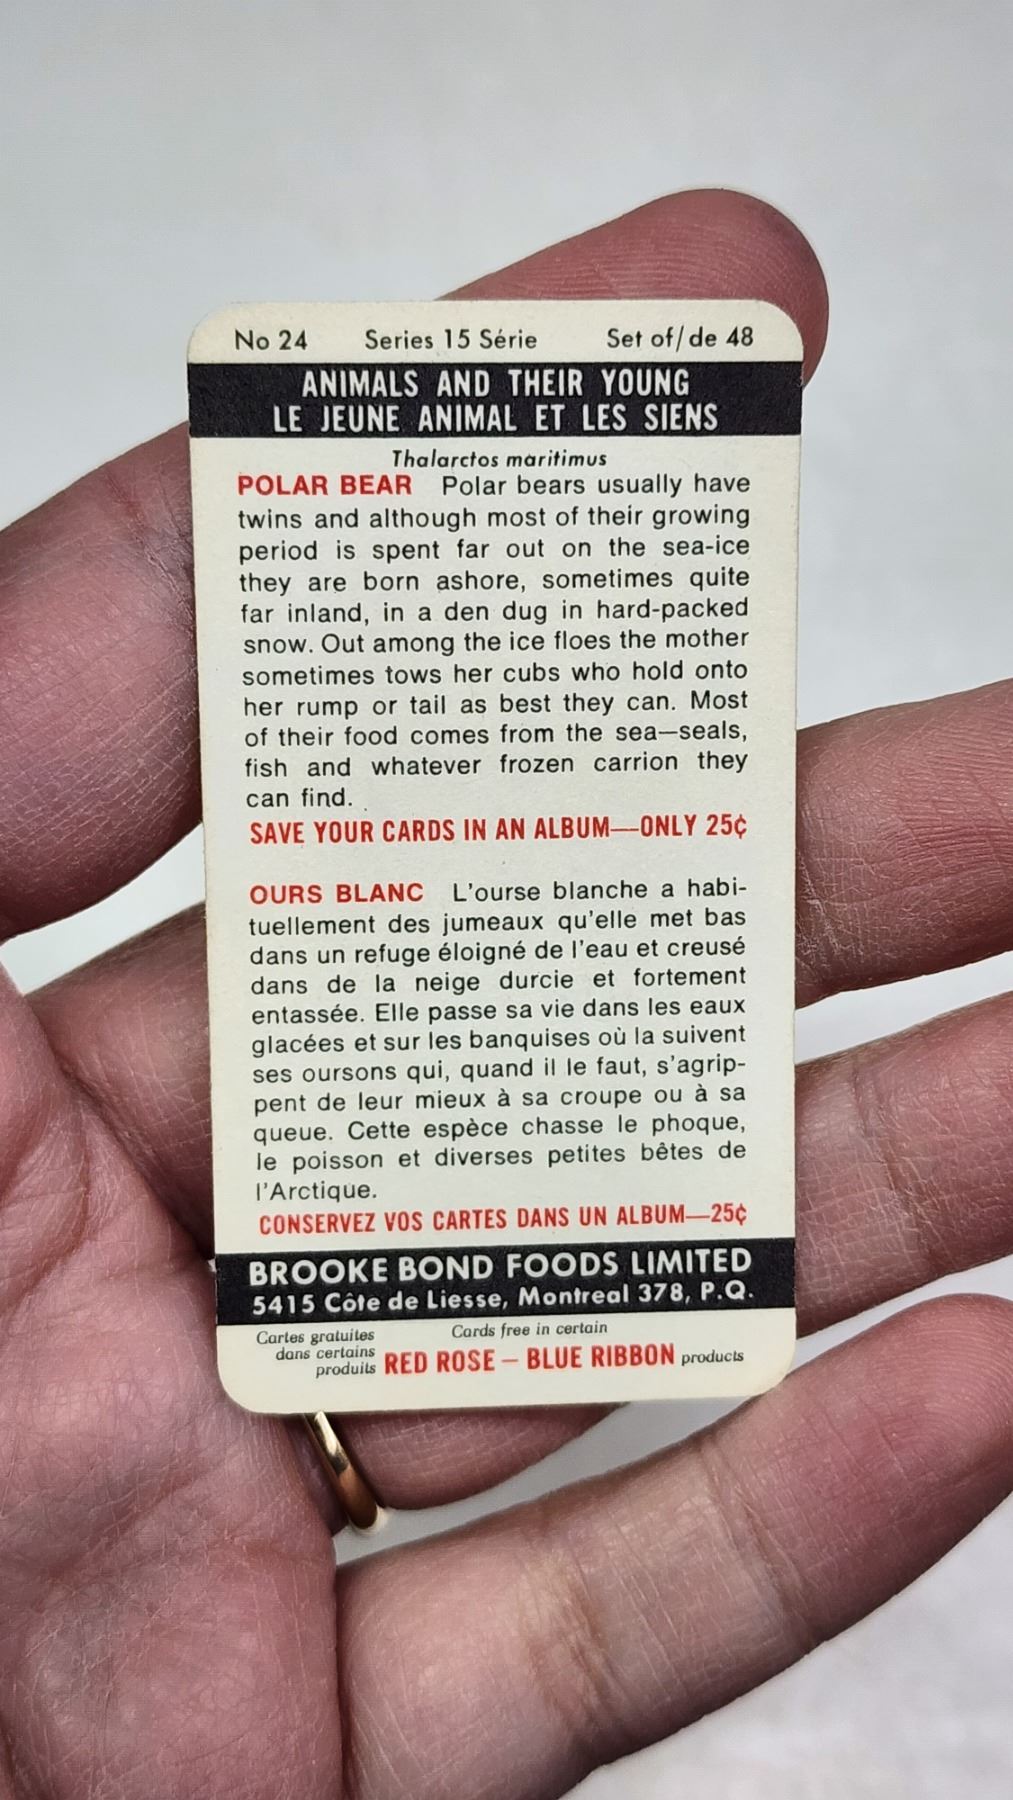 No 24 Series 15 Série Set of/de 48
ANIMALS AND THEIR YOUNG
LE JEUNE ANIMAL ET LES SIENS
Thalarctos maritimus
POLAR BEAR Polar bears usually have
twins and although most of their growing
period is spent far out on the sea-ice
they are born ashore, sometimes quite
far inland, in a den dug in hard-packed
snow. Out among the ice floes the mother
sometimes tows her cubs who hold onto
her rump or tail as best they can. Most
of their food comes from the sea—seals,
fish and whatever frozen carrion they
can find.
SAVE YOUR CARDS IN AN ALBUM—ONLY 25¢
OURS BLANC L'ourse blanche a habi-
tuellement des jumeaux qu'elle met bas
dans un refuge éloigné de l'eau et creusé
dans de la neige durcie et fortement
entassée. Elle passe sa vie dans les eaux
glacées et sur les banquises où la suivent
ses oursons qui, quand il le faut, s'agrip-
pent de leur mieux à sa croupe ou à sa
queue. Cette espèce chasse le phoque,
le poisson et diverses petites bêtes de
l'Arctique.
CONSERVEZ VOS CARTES DANS UN ALBUM—25¢
BROOKE BOND FOODS LIMITED
5415 Côte de Liesse, Montreal 378, P.Q.
Cartes gratuites
dans certains
produits
Cards free in certain
RED ROSE – BLUE RIBBON products